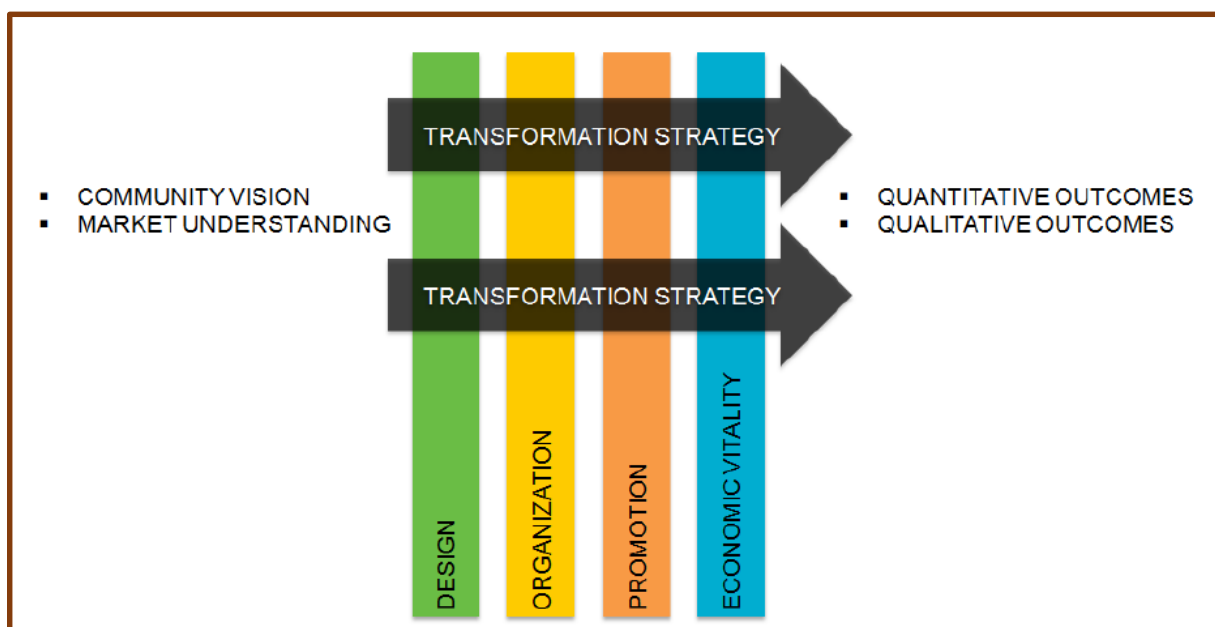 TRANSFORMATION STRATEGY
▪ COMMUNITY VISION
▪ MARKET UNDERSTANDING
▪ QUANTITATIVE OUTCOMES
▪ QUALITATIVE OUTCOMES
TRANSFORMATION STRATEGY
DESIGN
ORGANIZATION
PROMOTION
ECONOMIC VITALITY